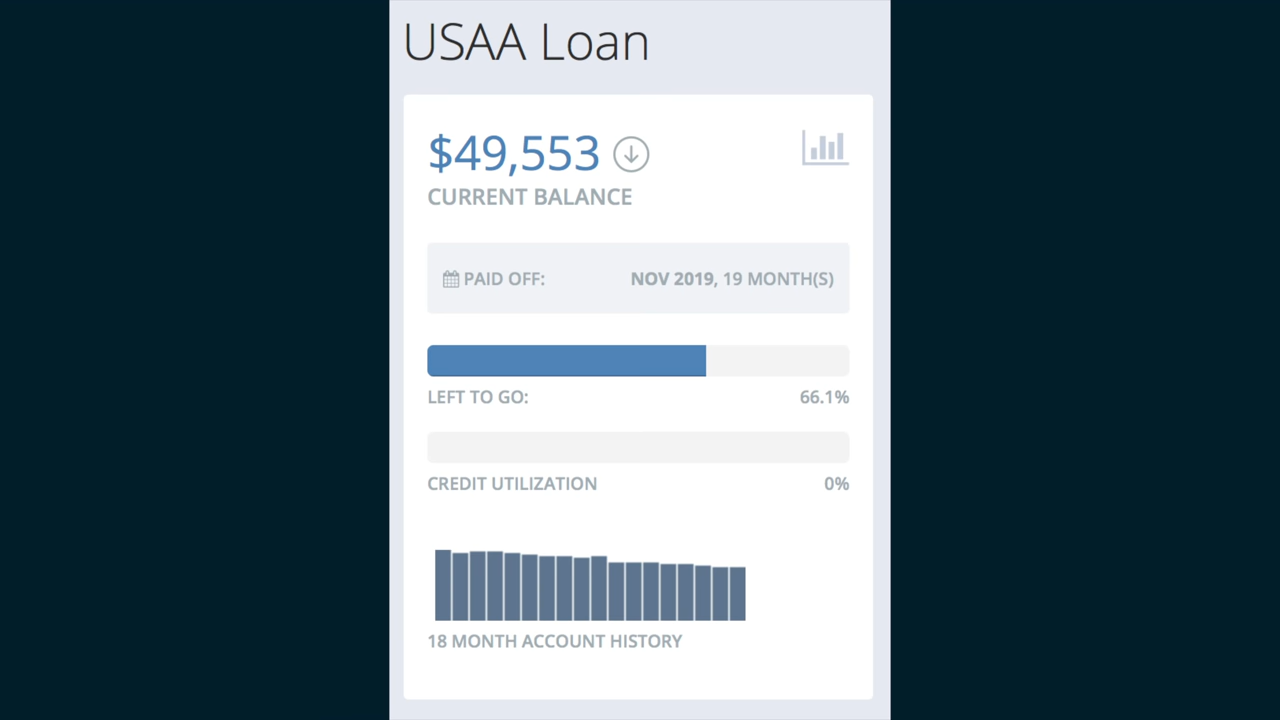 USAA Loan
$49,553
CURRENT BALANCE
PAID OFF: NOV 2019, 19 MONTH(S)
LEFT TO GO: 66.1%
CREDIT UTILIZATION 0%
18 MONTH ACCOUNT HISTORY